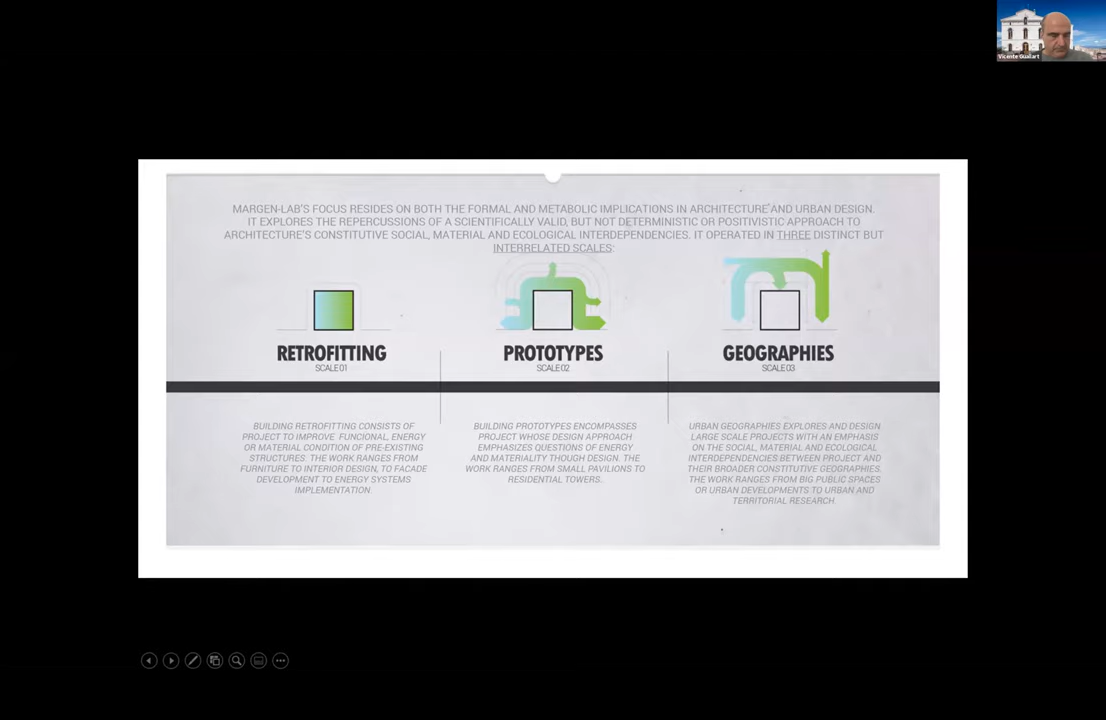 Vicente Guallart
MARGEN-LAB'S FOCUS RESIDES ON BOTH THE FORMAL AND METABOLIC IMPLICATIONS IN ARCHITECTURE AND URBAN DESIGN.
IT EXPLORES THE REPERCUSSIONS OF A SCIENTIFICALLY VALID, BUT NOT DETERMINISTIC OR POSITIVISTIC APPROACH TO
ARCHITECTURE'S CONSTITUTIVE SOCIAL, MATERIAL AND ECOLOGICAL INTERDEPENDENCIES. IT OPERATED IN THREE DISTINCT BUT
INTERRELATED SCALES:
RETROFITTING
SCALE 01
BUILDING RETROFITTING CONSISTS OF
PROJECT TO IMPROVE FUNCIONAL, ENERGY
OR MATERIAL CONDITION OF PRE-EXISTING
STRUCTURES. THE WORK RANGES FROM
FURNITURE TO INTERIOR DESIGN, TO FACADE
DEVELOPMENT TO ENERGY SYSTEMS
IMPLEMENTATION.
PROTOTYPES
SCALE 02
BUILDING PROTOTYPES ENCOMPASSES
PROJECT WHOSE DESIGN APPROACH
EMPHASIZES QUESTIONS OF ENERGY
AND MATERIALITY THOUGH DESIGN. THE
WORK RANGES FROM SMALL PAVILIONS TO
RESIDENTIAL TOWERS.
GEOGRAPHIES
SCALE 03
URBAN GEOGRAPHIES EXPLORES AND DESIGN
LARGE SCALE PROJECTS WITH AN EMPHASIS
ON THE SOCIAL, MATERIAL AND ECOLOGICAL
INTERDEPENDENCIES BETWEEN PROJECT AND
THEIR BROADER CONSTITUTIVE GEOGRAPHIES.
THE WORK RANGES FROM BIG PUBLIC SPACES
OR URBAN DEVELOPMENTS TO URBAN AND
TERRITORIAL RESEARCH.